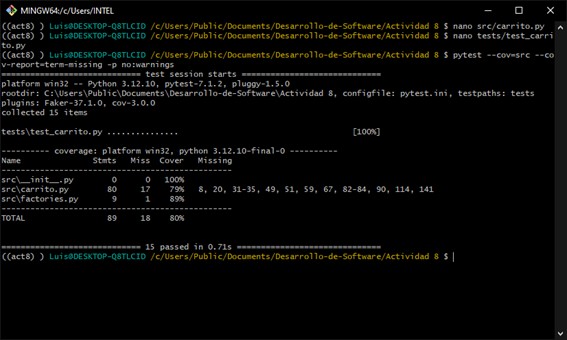 MINGW64:/c/Users/INTEL
((act8) ) Luis@DESKTOP-Q8TLCID /c/Users/Public/Documents/Desarrollo-de-Software/Actividad 8 $ nano src/carrito.py
((act8) ) Luis@DESKTOP-Q8TLCID /c/Users/Public/Documents/Desarrollo-de-Software/Actividad 8 $ nano tests/test_carri
to.py
((act8) ) Luis@DESKTOP-Q8TLCID /c/Users/Public/Documents/Desarrollo-de-Software/Actividad 8 $ pytest --cov=src --co
v-report=term-missing -p no:warnings
============================= test session starts =============================
platform win32 -- Python 3.12.10, pytest-7.1.2, pluggy-1.5.0
rootdir: C:\Users\Public\Documents\Desarrollo-de-Software\Actividad 8, configfile: pytest.ini, testpaths: tests
plugins: Faker-37.1.0, cov-3.0.0
collected 15 items
tests\test_carrito.py ............... [100%]
---------- coverage: platform win32, python 3.12.10-final-0 ----------
Name Stmts Miss Cover Missing
--------------------------------------------------
src\__init__.py 0 0 100%
src\carrito.py 80 17 79% 8, 20, 31-35, 49, 51, 59, 67, 82-84, 90, 114, 141
src\factories.py 9 1 89%
--------------------------------------------------
TOTAL 89 18 80%
============================= 15 passed in 0.71s ==============================
((act8) ) Luis@DESKTOP-Q8TLCID /c/Users/Public/Documents/Desarrollo-de-Software/Actividad 8 $